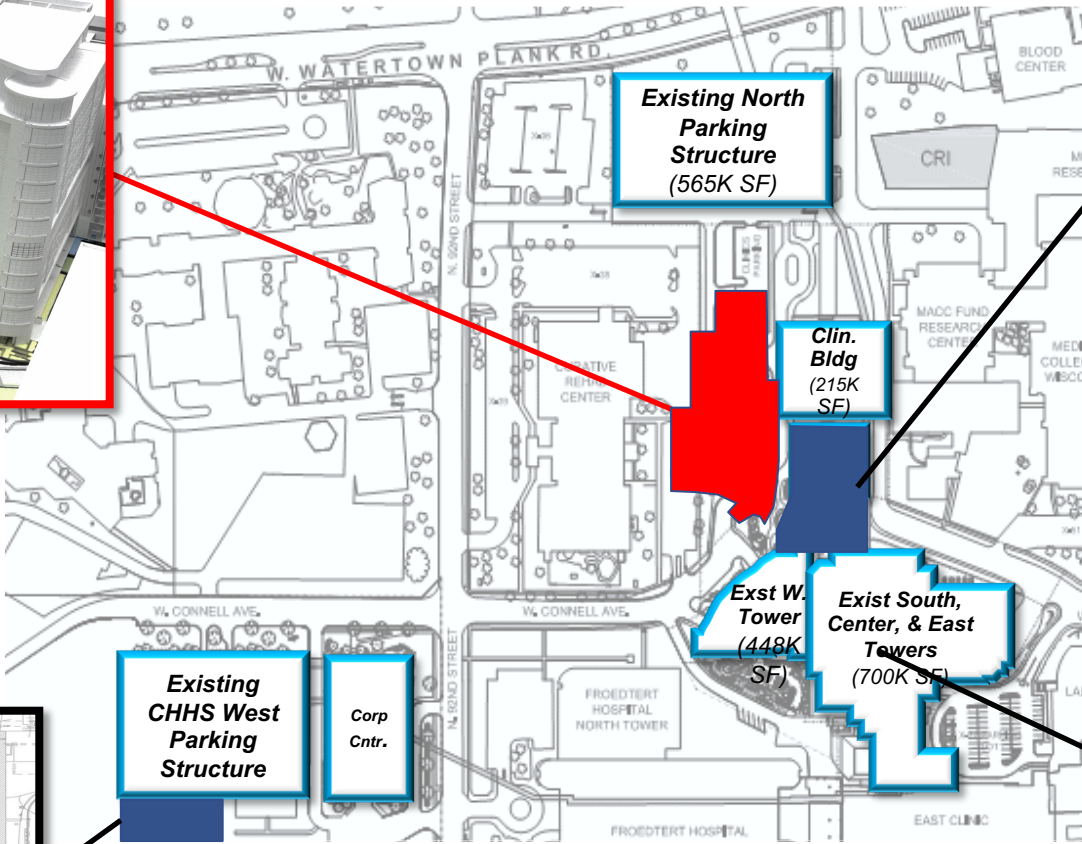 W. WATERTOWN PLANK RD.
BLOOD
CENTER
Existing North
Parking
Structure
(565K SF)
CRI
N. 92ND STREET
CLINICS
PARKING
MACC FUND
RESEARCH
CENTER
Clin.
Bldg
(215K
SF)
CURATIVE
REHAB
CENTER
W. CONNELL AVE.
W. CONNELL AVE.
Exst W.
Tower
(448K
SF)
Exist South,
Center, & East
Towers
(700K SF)
Existing
CHHS West
Parking
Structure
Corp
Cntr.
N. 92ND STREET
FROEDTERT
HOSPITAL
NORTH TOWER
FROEDTERT HOSPITAL
EAST CLINIC